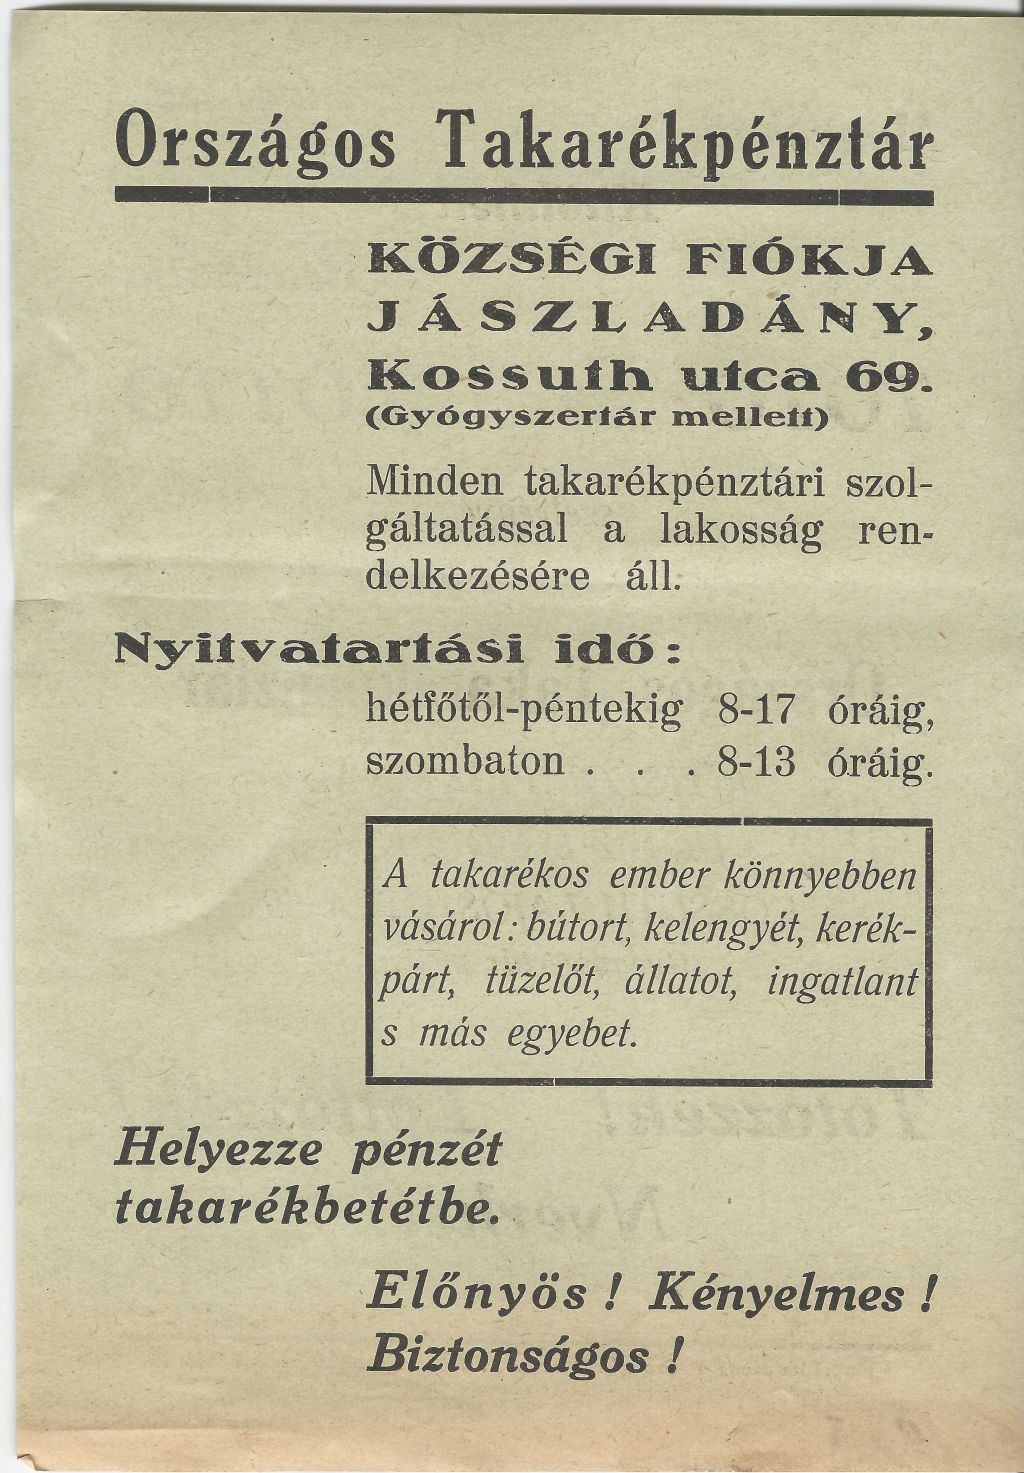 Országos Takarékpénztár
KÖZSÉGI FIÓKJA
JÁSZLADÁNY,
Kossuth utca 69.
(Gyógyszertár mellett)
Minden takarékpénztári szol-
gáltatással a lakosság ren-
delkezésére áll.
Nyitvatartási idő:
hétfőtől-péntekig 8-17 óráig,
szombaton . . . 8-13 óráig.
A takarékos ember könnyebben
vásárol: bútort, kelengyét, kerék-
párt, tüzelőt, állatot, ingatlant
s más egyebet.
Helyezze pénzét
takarékbetétbe.
Előnyös! Kényelmes!
Biztonságos!